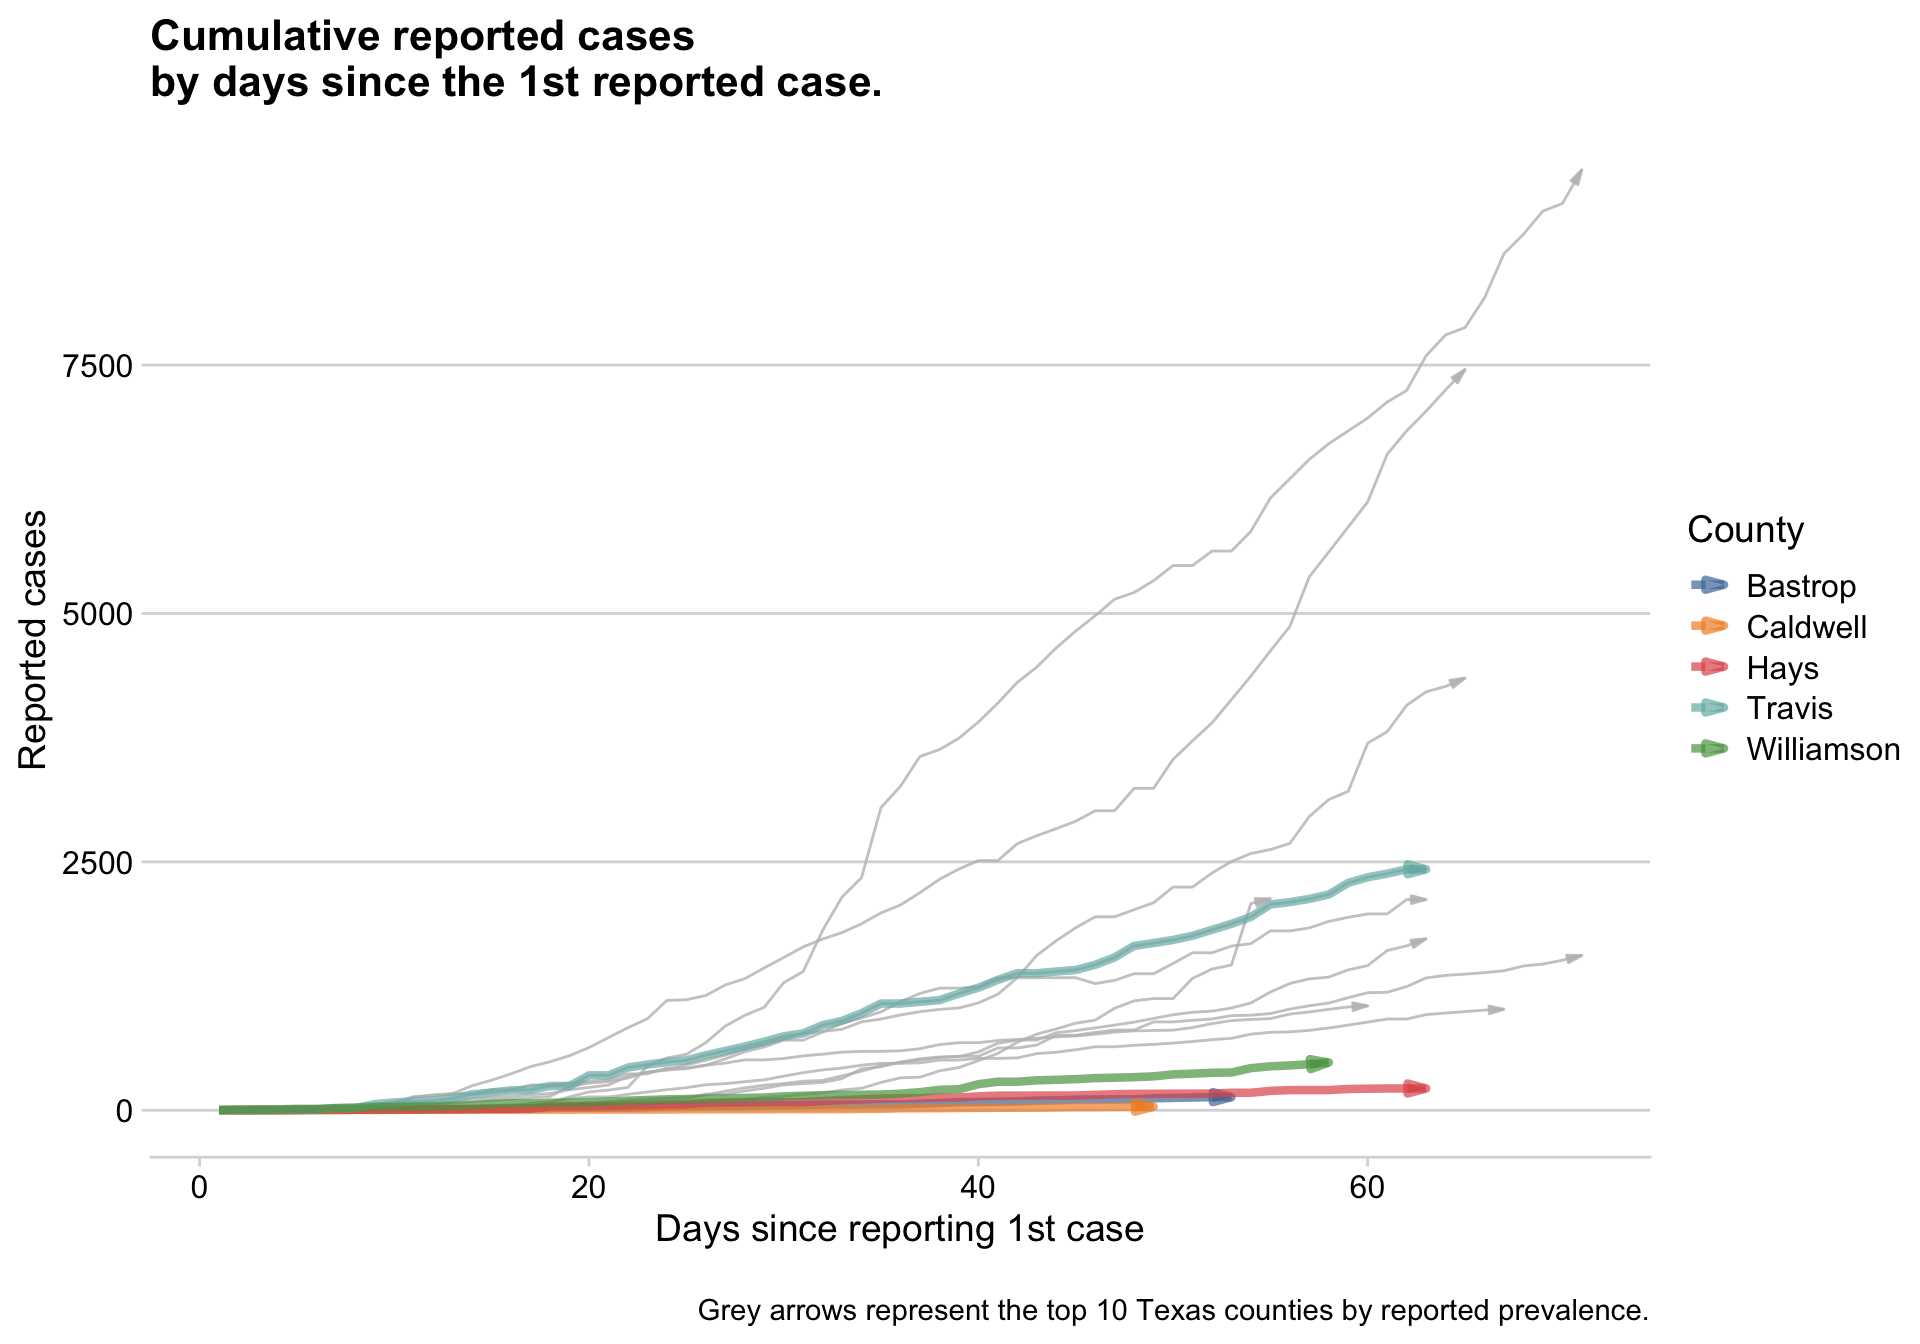 Cumulative reported cases
by days since the 1st reported case.
Reported cases
7500
5000
2500
0
0 20 40 60
Days since reporting 1st case
County
Bastrop
Caldwell
Hays
Travis
Williamson
Grey arrows represent the top 10 Texas counties by reported prevalence.